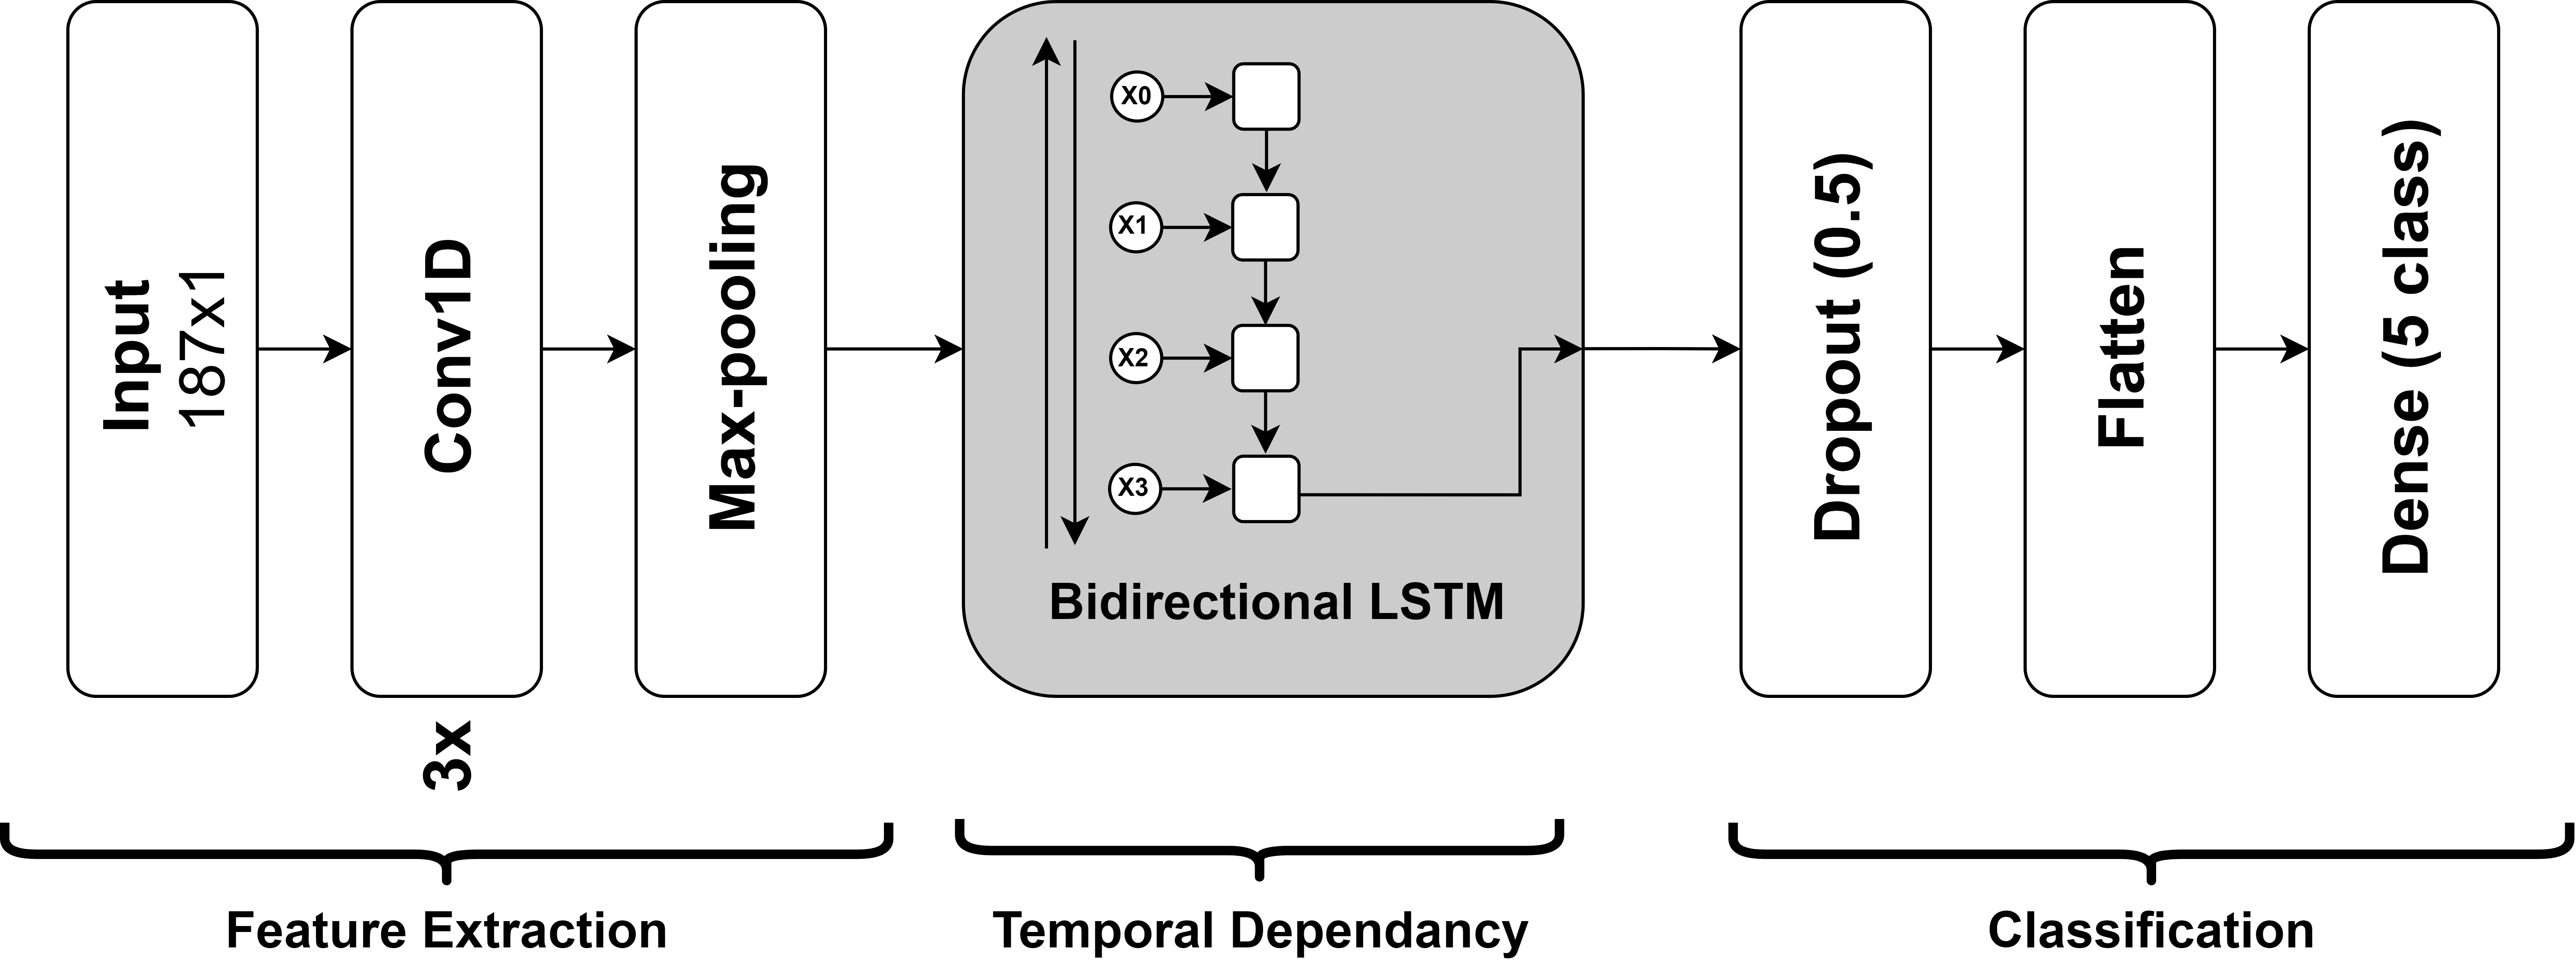 Input
187x1
Conv1D
3x
Max-pooling
X0
X1
X2
X3
Bidirectional LSTM
Dropout (0.5)
Flatten
Dense (5 class)
Feature Extraction
Temporal Dependancy
Classification